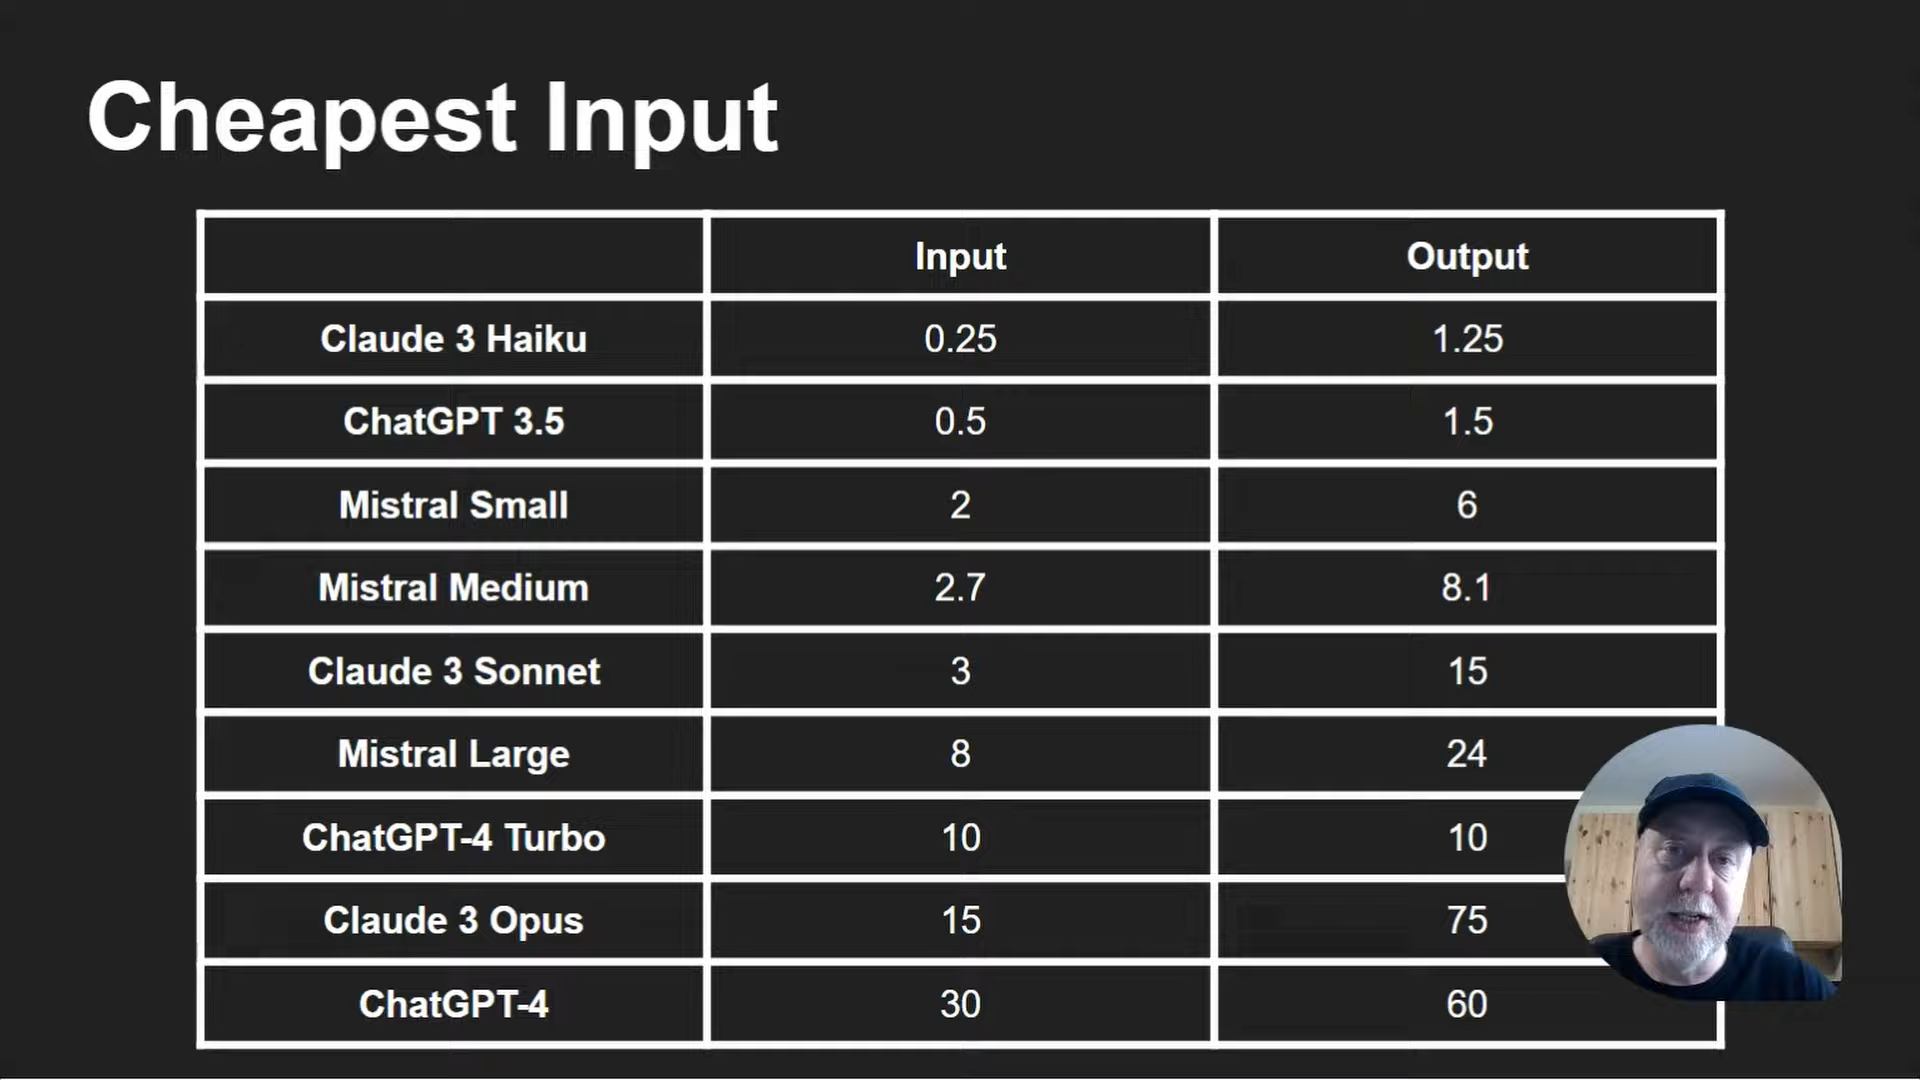 Cheapest Input
Input Output
Claude 3 Haiku 0.25 1.25
ChatGPT 3.5 0.5 1.5
Mistral Small 2 6
Mistral Medium 2.7 8.1
Claude 3 Sonnet 3 15
Mistral Large 8 24
ChatGPT-4 Turbo 10 10
Claude 3 Opus 15 75
ChatGPT-4 30 60